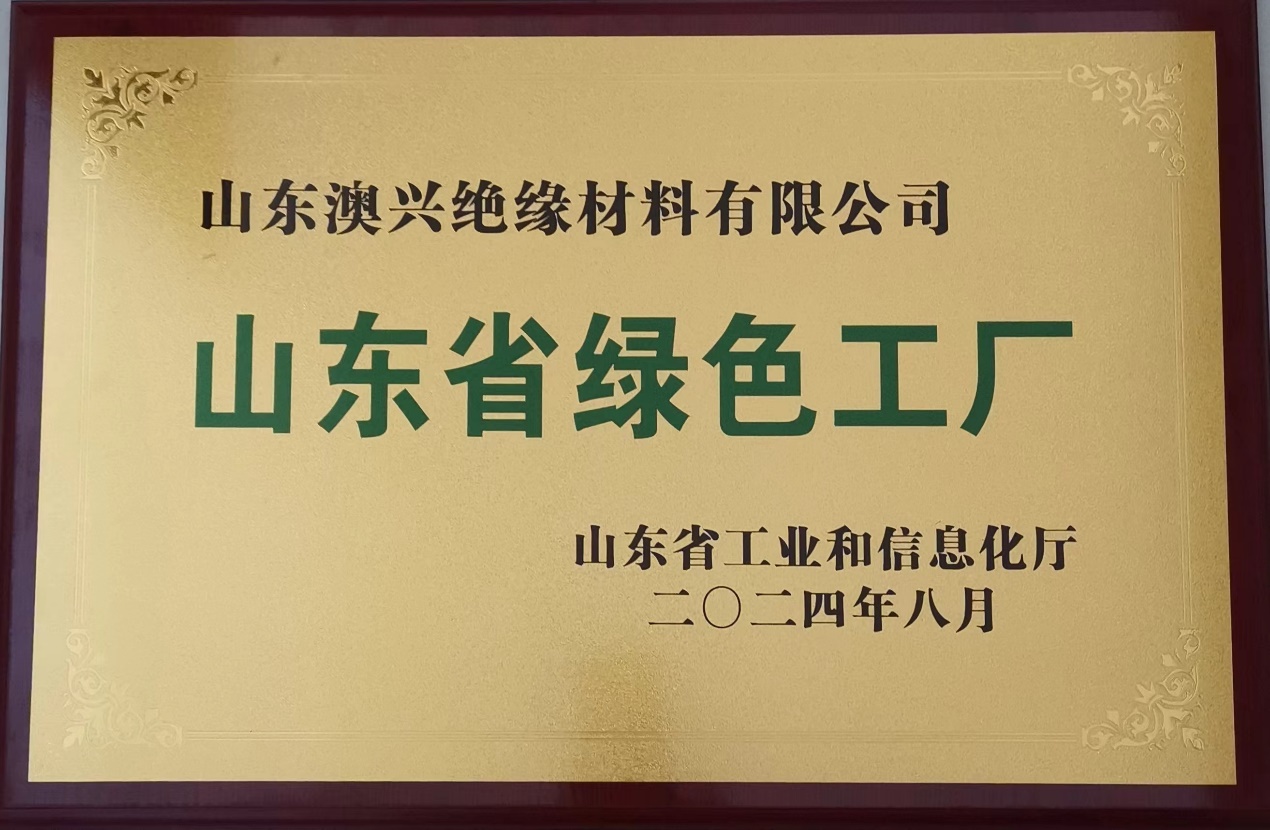 山东澳兴绝缘材料有限公司
山东省绿色工厂
山东省工业和信息化厅
二〇二四年八月